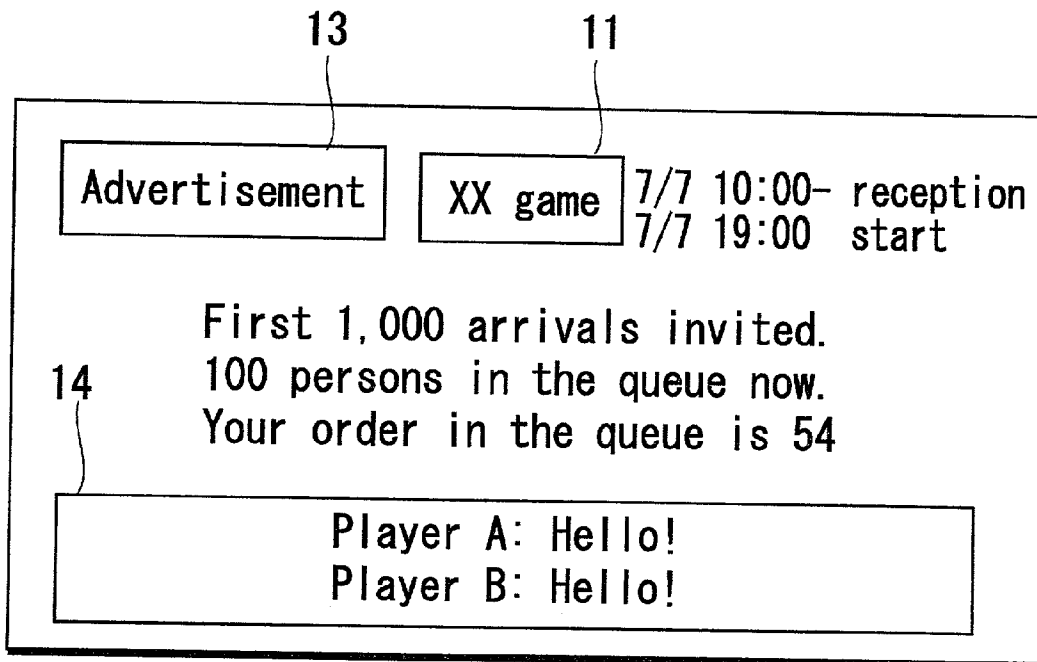 13
11
Advertisement
XX game
7/7 10:00- reception
7/7 19:00 start
First 1,000 arrivals invited.
100 persons in the queue now.
Your order in the queue is 54
14
Player A: Hello!
Player B: Hello!